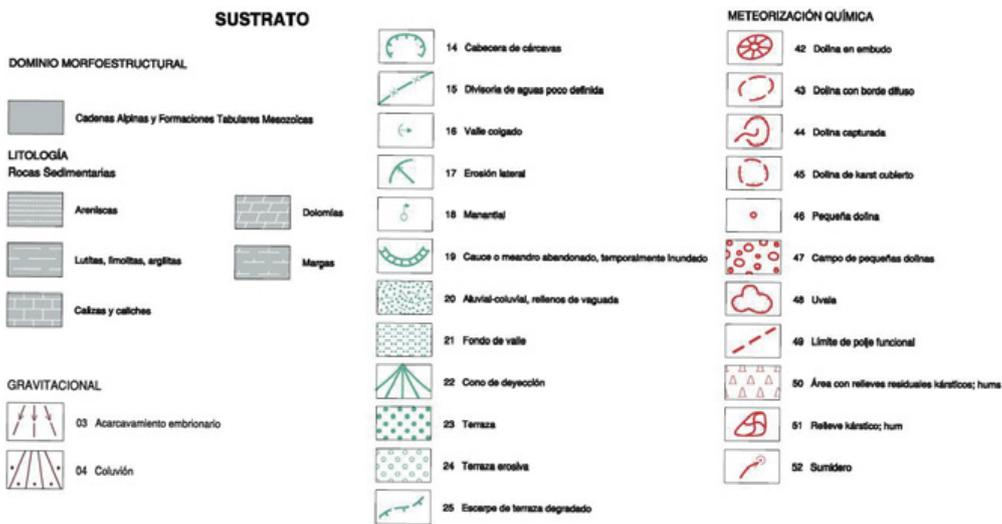 SUSTRATO
DOMINIO MORFOESTRUCTURAL
Cadenas Alpinas y Formaciones Tabulares Mesozoicas
LITOLOGÍA
Rocas Sedimentarias
Areniscas
Dolomías
Lutitas, limolitas, argilitas
Margas
Calizas y caliches
GRAVITACIONAL
03 Acarcavamiento embrionario
04 Coluvión
14 Cabecera de cárcavas
15 Divisoria de aguas poco definida
16 Valle colgado
17 Erosión lateral
18 Manantial
19 Cauce o meandro abandonado, temporalmente inundado
20 Aluvial-coluvial, rellenos de vaguada
21 Fondo de valle
22 Cono de deyección
23 Terraza
24 Terraza erosiva
25 Escarpe de terraza degradado
METEORIZACIÓN QUÍMICA
42 Dolina en embudo
43 Dolina con borde difuso
44 Dolina capturada
45 Dolina de karst cubierto
46 Pequeña dolina
47 Campo de pequeñas dolinas
48 Uvala
49 Límite de polje funcional
50 Área con relieves residuales kársticos; hums
51 Relieve kárstico; hum
52 Sumidero